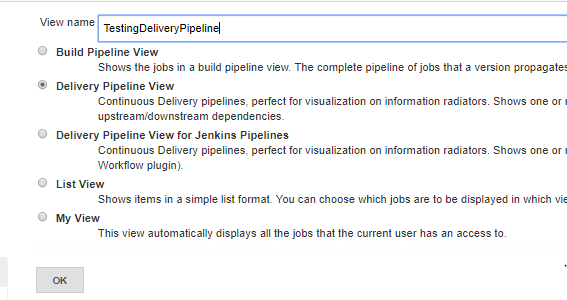 View name TestingDeliveryPipeline
Build Pipeline View
Shows the jobs in a build pipeline view. The complete pipeline of jobs that a version propagates
Delivery Pipeline View
Continuous Delivery pipelines, perfect for visualization on information radiators. Shows one or
upstream/downstream dependencies.
Delivery Pipeline View for Jenkins Pipelines
Continuous Delivery pipelines, perfect for visualization on information radiators. Shows one or
Workflow plugin).
List View
Shows items in a simple list format. You can choose which jobs are to be displayed in which
My View
This view automatically displays all the jobs that the current user has an access to.
OK